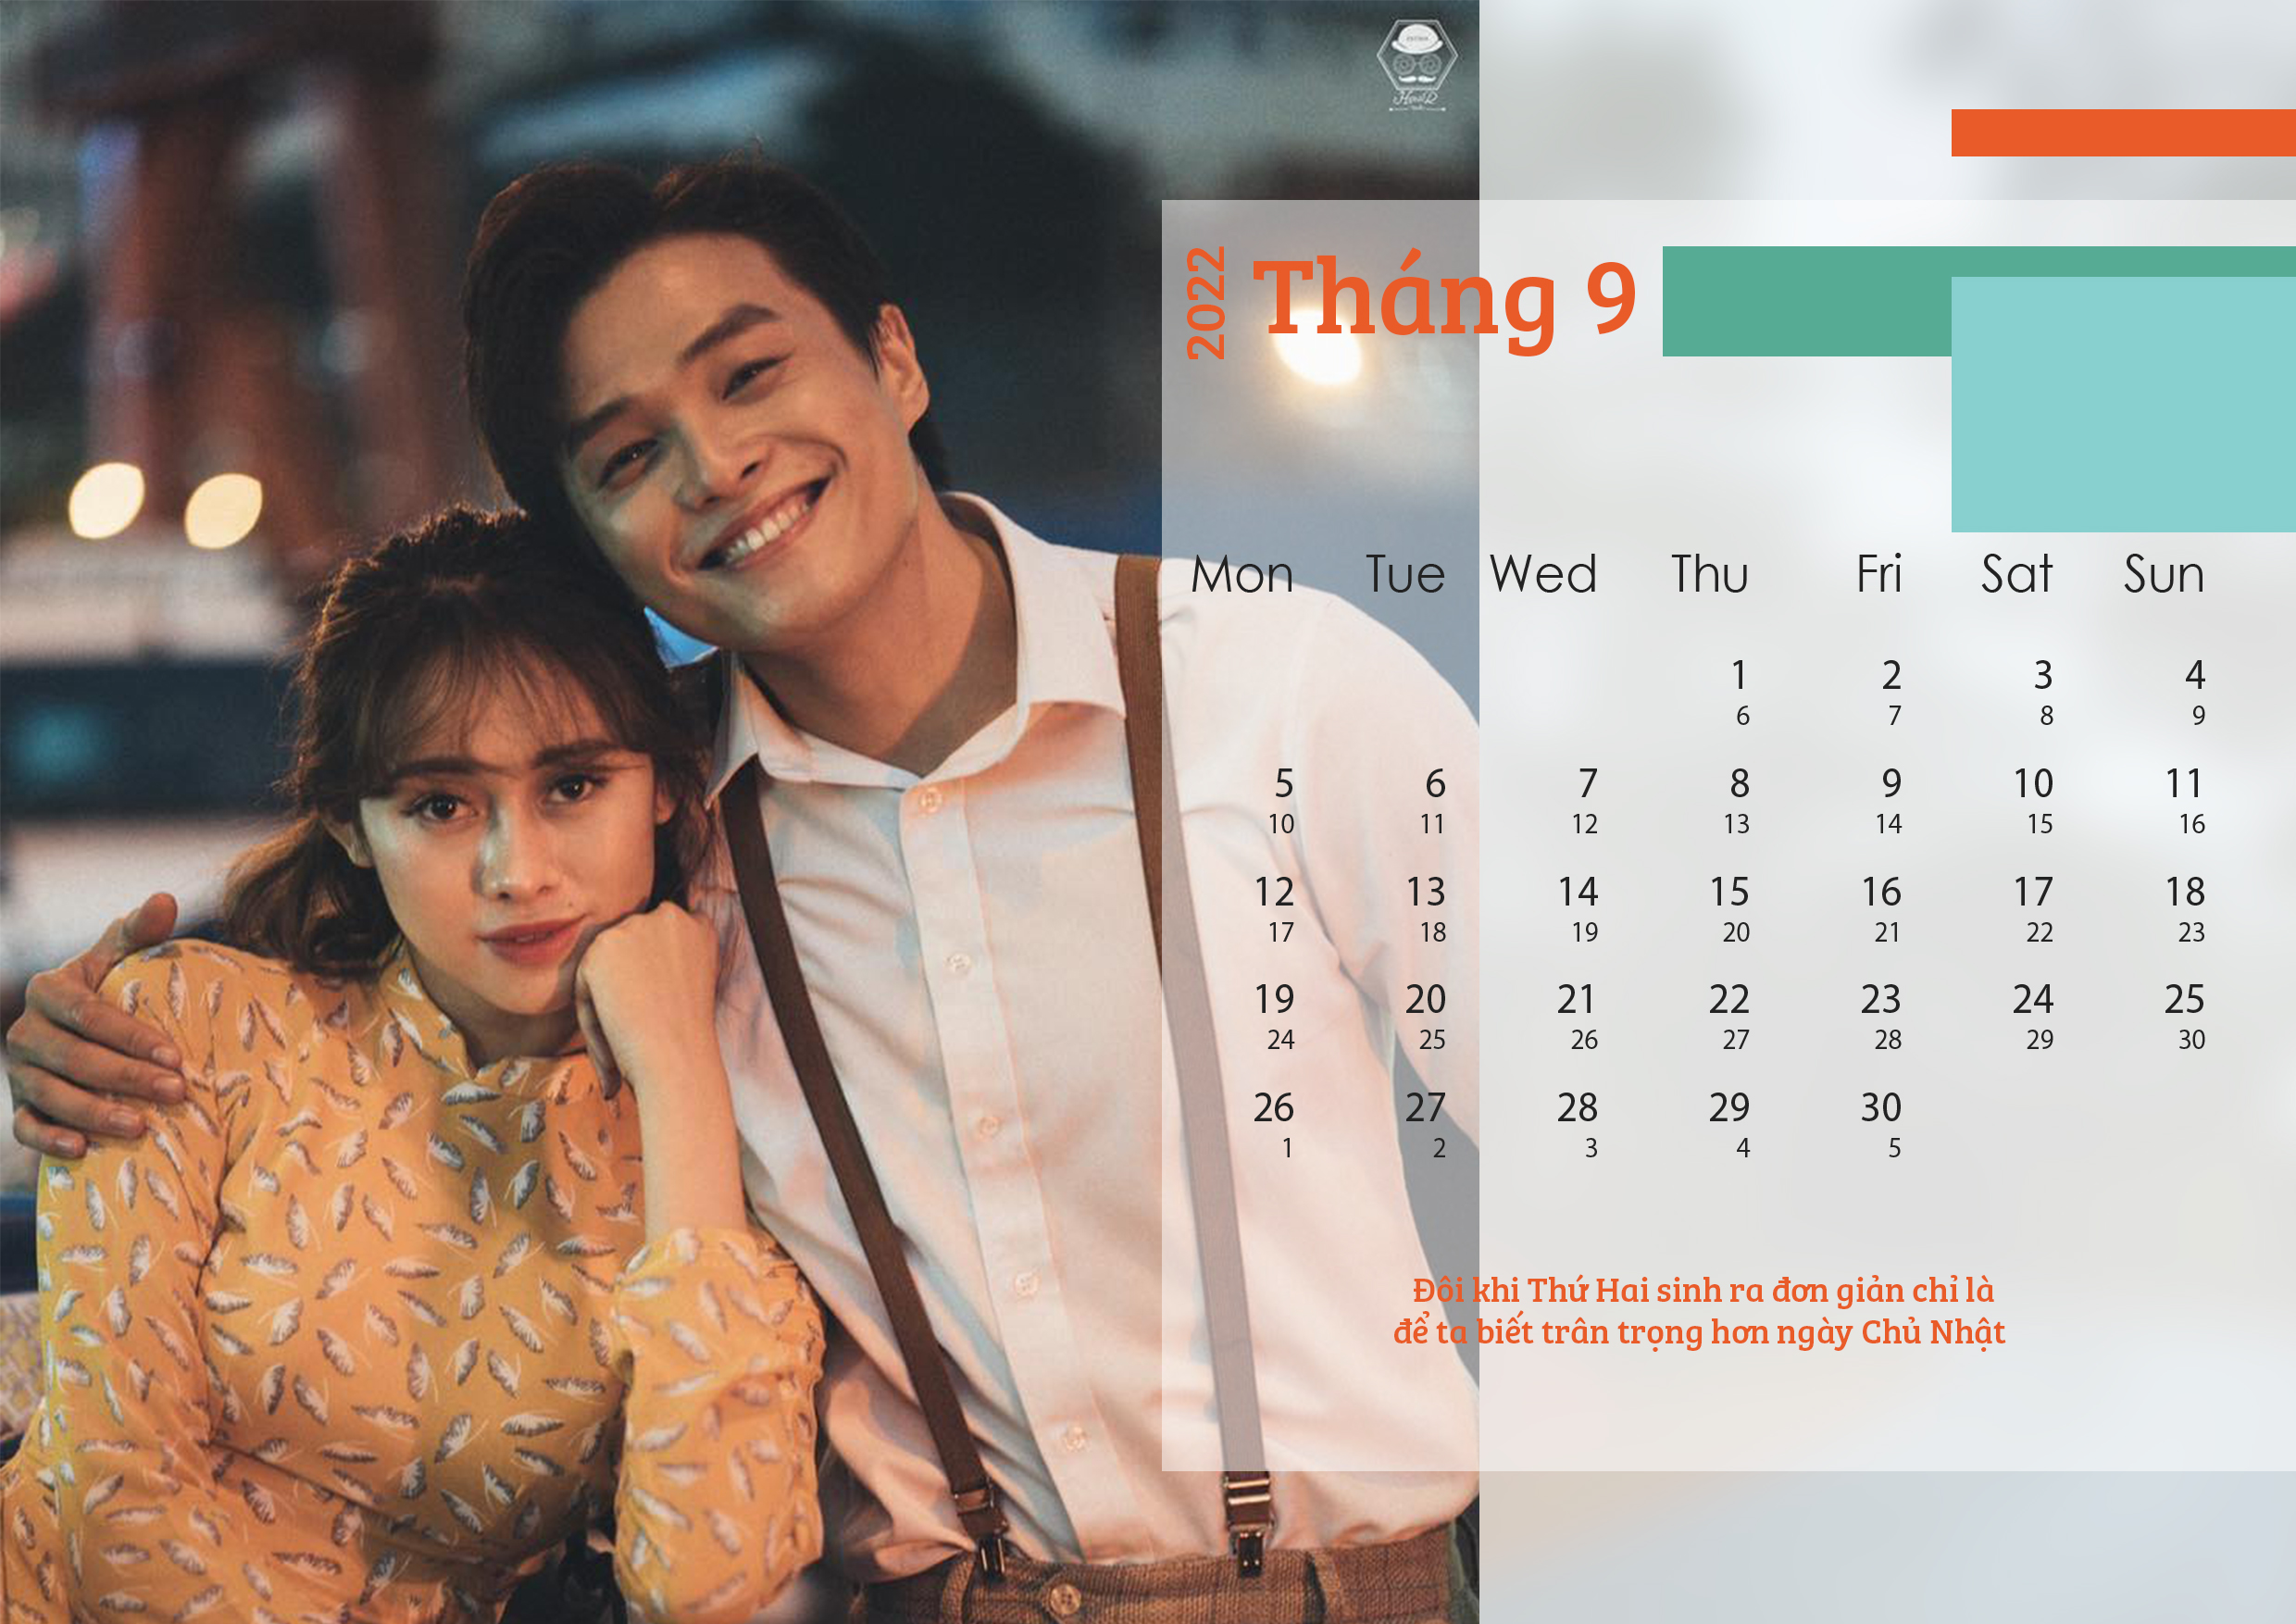 2022
Tháng 9
Mon Tue Wed Thu Fri Sat Sun
1 2 3 4
6 7 8 9
5 6 7 8 9 10 11
10 11 12 13 14 15 16
12 13 14 15 16 17 18
17 18 19 20 21 22 23
19 20 21 22 23 24 25
24 25 26 27 28 29 30
26 27 28 29 30
1 2 3 4 5
Đôi khi Thứ Hai sinh ra đơn giản chỉ là
để ta biết trân trọng hơn ngày Chủ Nhật